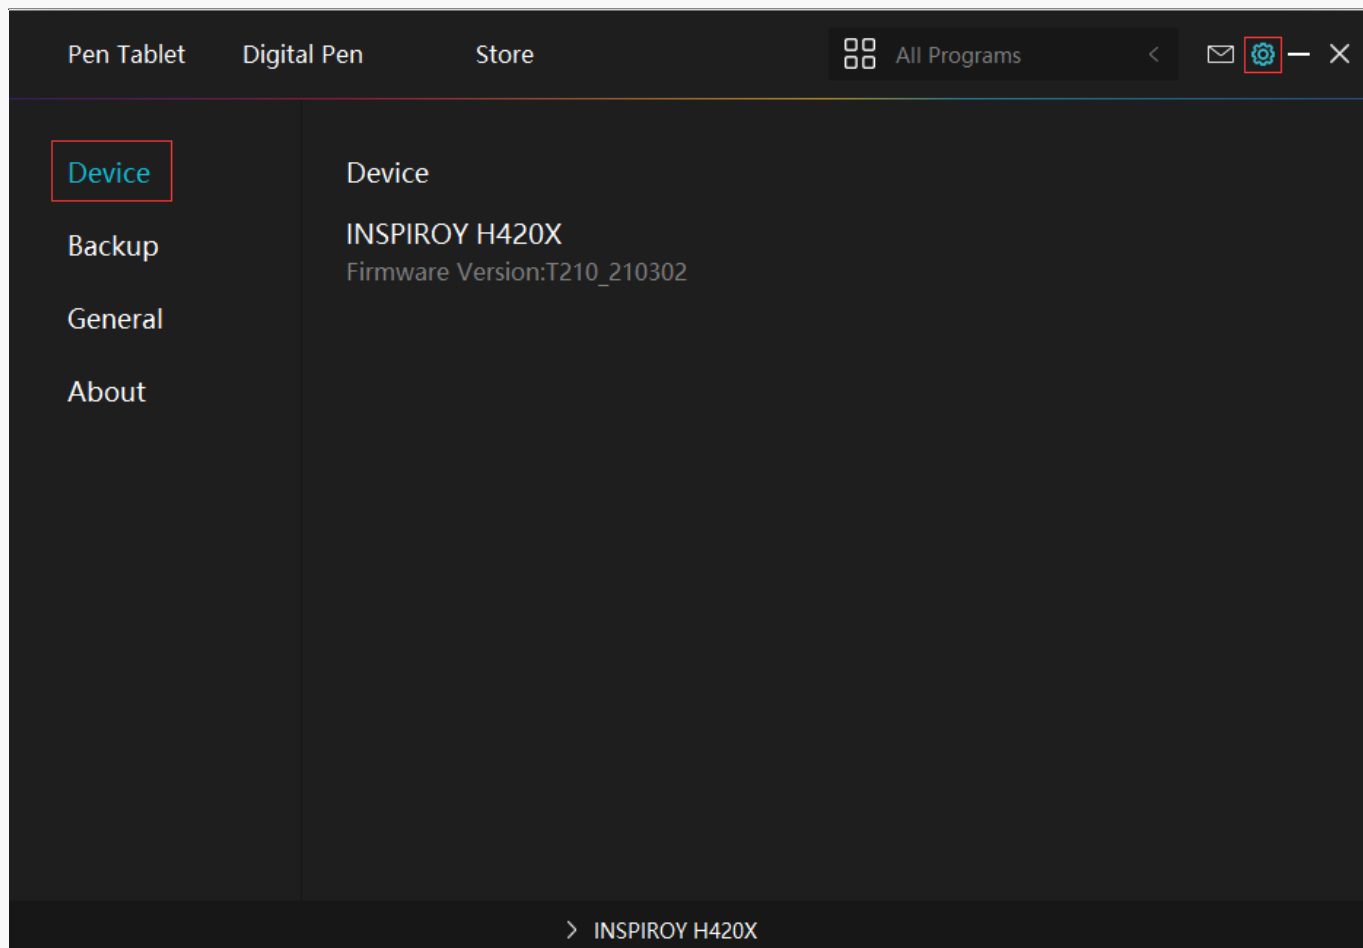 Pen Tablet Digital Pen Store All Programs
Device
Backup
General
About
Device
INSPIROY H420X
Firmware Version:T210_210302
INSPIROY H420X